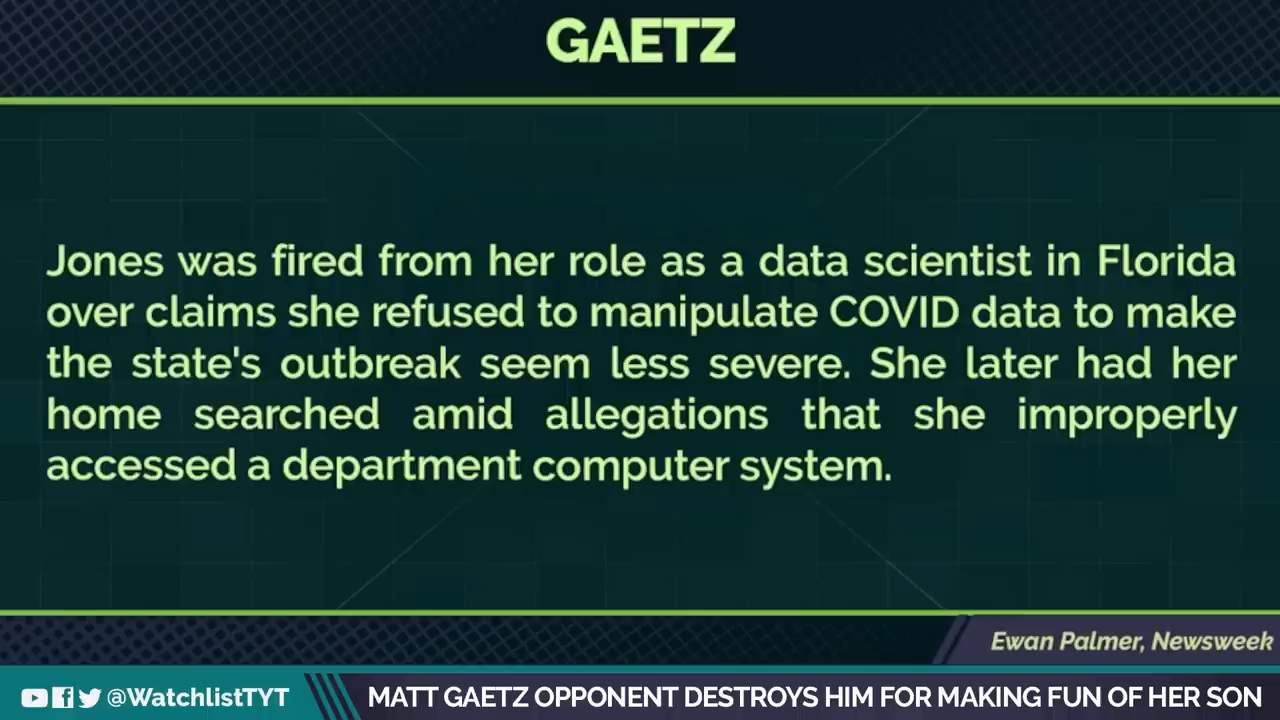 GAETZ
Jones was fired from her role as a data scientist in Florida
over claims she refused to manipulate COVID data to make
the state's outbreak seem less severe. She later had her
home searched amid allegations that she improperly
accessed a department computer system.
Ewan Palmer, Newsweek
@WatchlistTYT
MATT GAETZ OPPONENT DESTROYS HIM FOR MAKING FUN OF HER SON